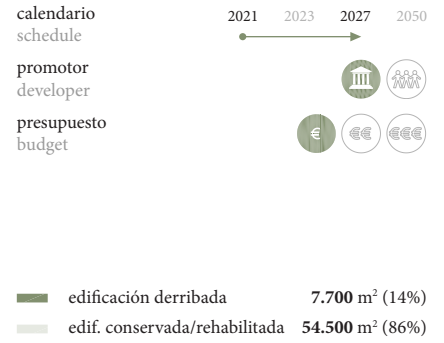 calendario 2021 2023 2027 2050
schedule
promotor
developer
presupuesto € €€ €€€
budget
edificación derribada 7.700 m² (14%)
edif. conservada/rehabilitada 54.500 m² (86%)